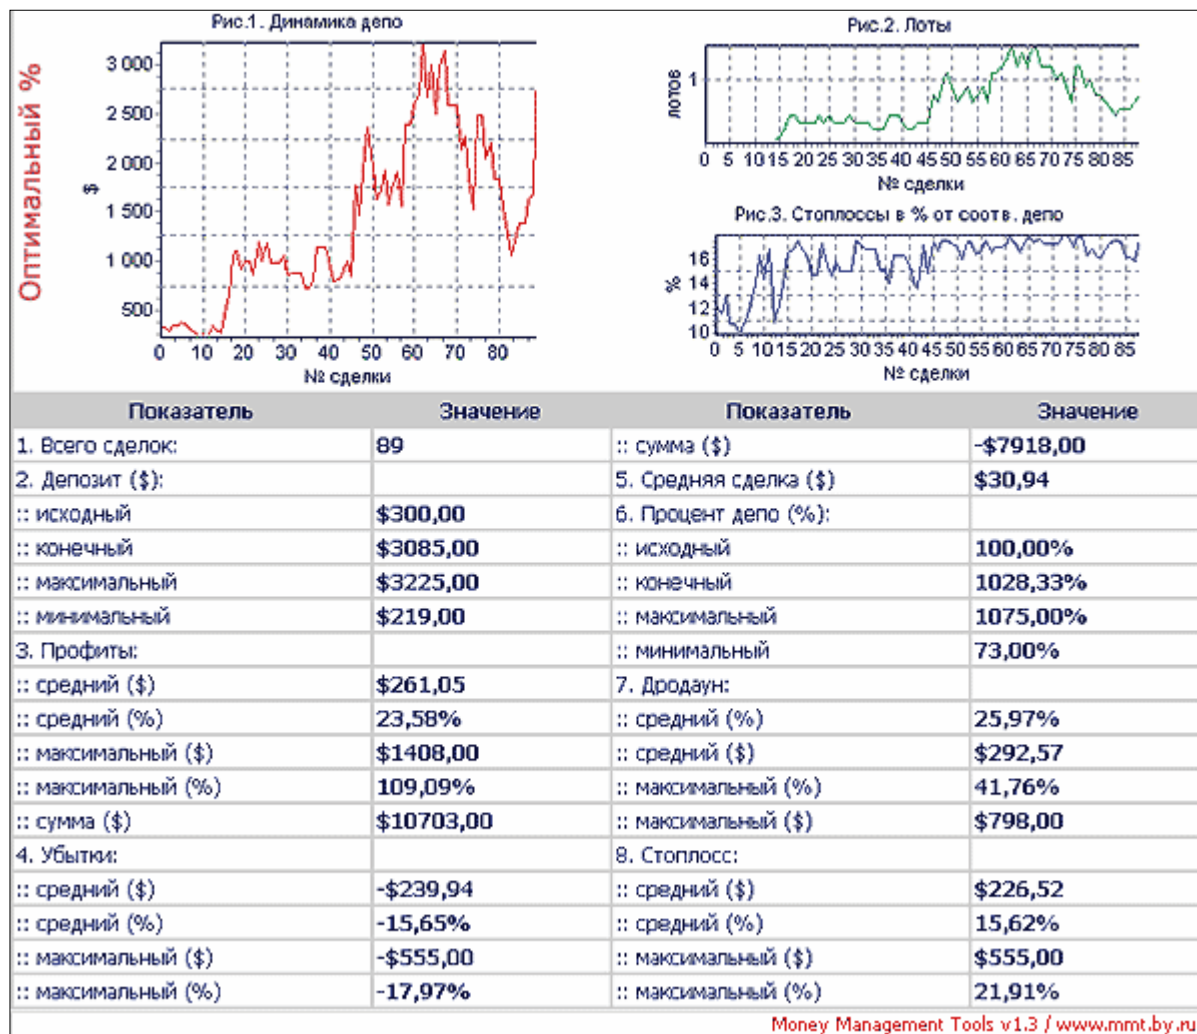 Рис.1. Динамика депо
Оптимальный %
$
3 000
2 500
2 000
1 500
1 000
500
0 10 20 30 40 50 60 70 80
№ сделки
Рис.2. Лоты
лотов
1
0 5 10 15 20 25 30 35 40 45 50 55 60 65 70 75 80 85
№ сделки
Рис.3. Стоплоссы в % от соотв. депо
%
16
14
12
10
0 5 10 15 20 25 30 35 40 45 50 55 60 65 70 75 80 85
№ сделки
Показатель Значение Показатель Значение
1. Всего сделок: 89 :: сумма ($) -$7918,00
2. Депозит ($): 5. Средняя сделка ($) $30,94
:: исходный $300,00 6. Процент депо (%):
:: конечный $3085,00 :: исходный 100,00%
:: максимальный $3225,00 :: конечный 1028,33%
:: минимальный $219,00 :: максимальный 1075,00%
3. Профиты: :: минимальный 73,00%
:: средний ($) $261,05 7. Дродаун:
:: средний (%) 23,58% :: средний (%) 25,97%
:: максимальный ($) $1408,00 :: средний ($) $292,57
:: максимальный (%) 109,09% :: максимальный (%) 41,76%
:: сумма ($) $10703,00 :: максимальный ($) $798,00
4. Убытки: 8. Стоплосс:
:: средний ($) -$239,94 :: средний ($) $226,52
:: средний (%) -15,65% :: средний (%) 15,62%
:: максимальный ($) -$555,00 :: максимальный ($) $555,00
:: максимальный (%) -17,97% :: максимальный (%) 21,91%
Money Management Tools v1.3 / www.mmt.by.ru